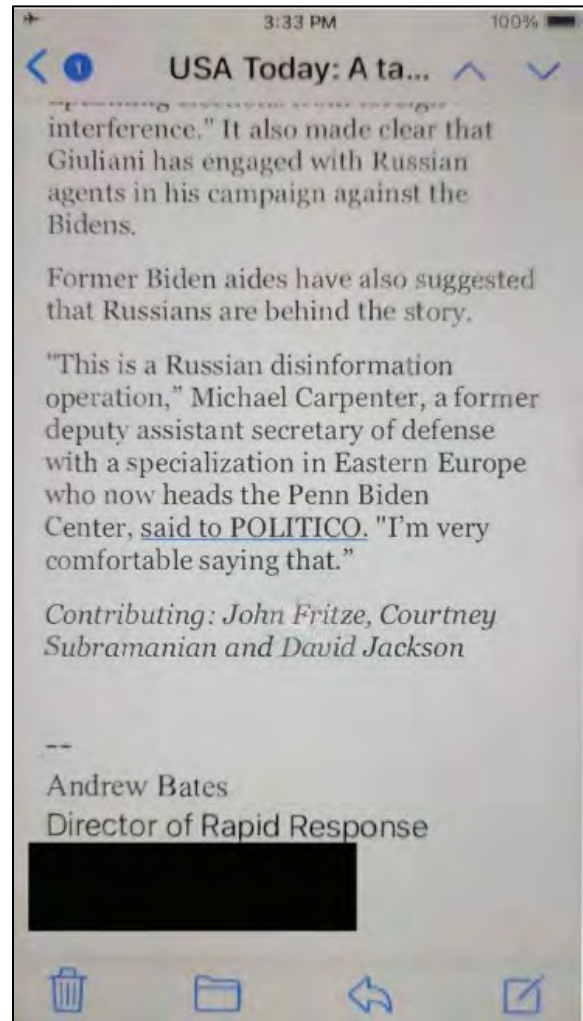 3:33 PM
100%
1
USA Today: A ta...
interference." It also made clear that
Giuliani has engaged with Russian
agents in his campaign against the
Bidens.
Former Biden aides have also suggested
that Russians are behind the story.
"This is a Russian disinformation
operation,” Michael Carpenter, a former
deputy assistant secretary of defense
with a specialization in Eastern Europe
who now heads the Penn Biden
Center, said to POLITICO. "I’m very
comfortable saying that.”
Contributing: John Fritze, Courtney
Subramanian and David Jackson
--
Andrew Bates
Director of Rapid Response